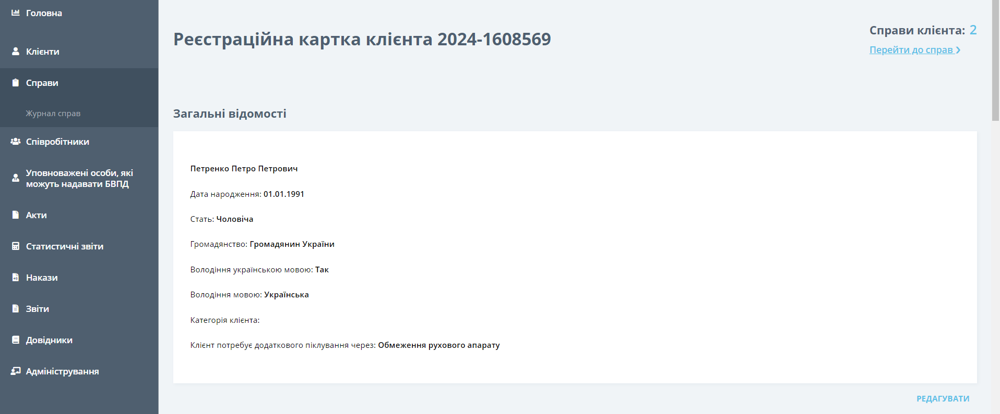 Головна
Клієнти
Справи
Журнал справ
Співробітники
Уповноважені особи, які
можуть надавати БВПД
Акти
Статистичні звіти
Накази
Звіти
Довідники
Адміністрування
Реєстраційна картка клієнта 2024-1608569
Справи клієнта: 2
Перейти до справ
Загальні відомості
Петренко Петро Петрович
Дата народження: 01.01.1991
Стать: Чоловіча
Громадянство: Громадянин України
Володіння українською мовою: Так
Володіння мовою: Українська
Категорія клієнта:
Клієнт потребує додаткового піклування через: Обмеження рухового апарату
РЕДАГУВАТИ